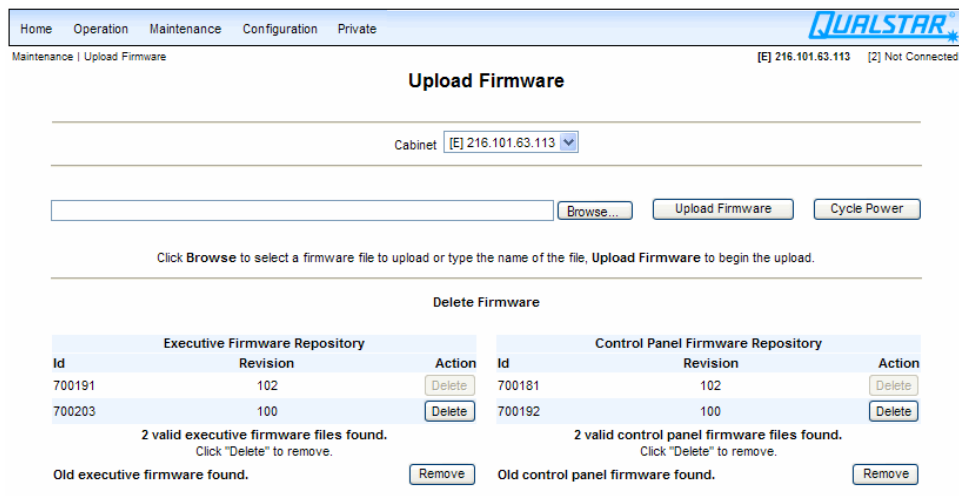 Home Operation Maintenance Configuration Private QUALSTAR
Maintenance | Upload Firmware [E] 216.101.63.113 [2] Not Connected
Upload Firmware
Cabinet [E] 216.101.63.113
Browse... Upload Firmware Cycle Power
Click Browse to select a firmware file to upload or type the name of the file, Upload Firmware to begin the upload.
Delete Firmware
Executive Firmware Repository Control Panel Firmware Repository
Id Revision Action Id Revision Action
700191 102 Delete 700181 102 Delete
700203 100 Delete 700192 100 Delete
2 valid executive firmware files found. 2 valid control panel firmware files found.
Click "Delete" to remove. Click "Delete" to remove.
Old executive firmware found. Remove Old control panel firmware found. Remove